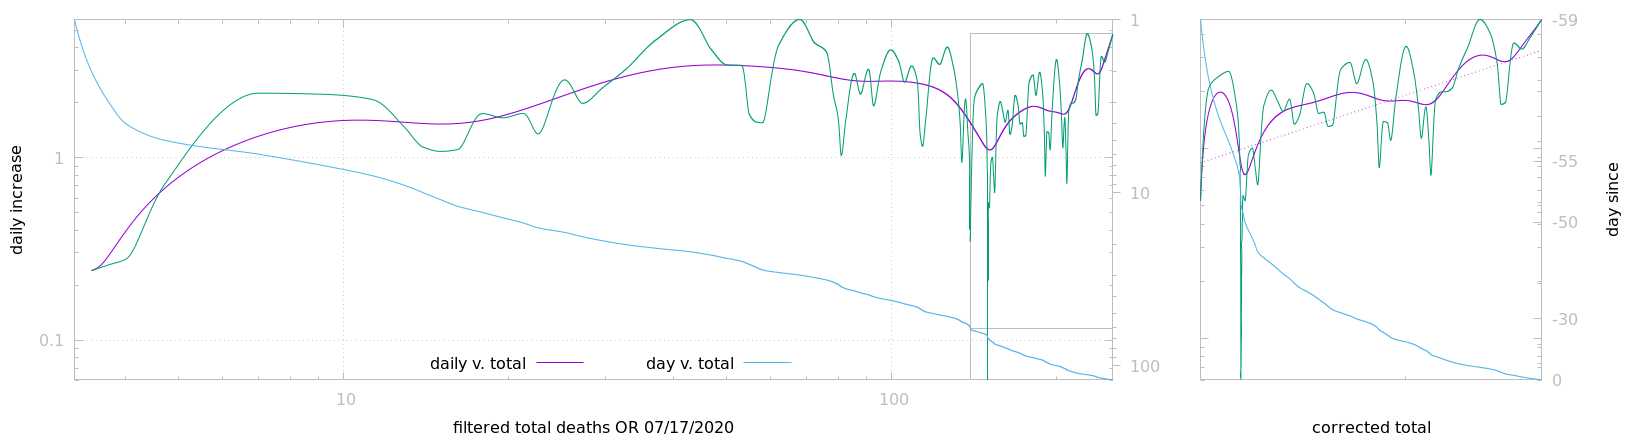 1
-59
daily increase
1
-55
10
day since
-50
-30
0.1
daily v. total
day v. total
100
0
10
100
filtered total deaths OR 07/17/2020
corrected total